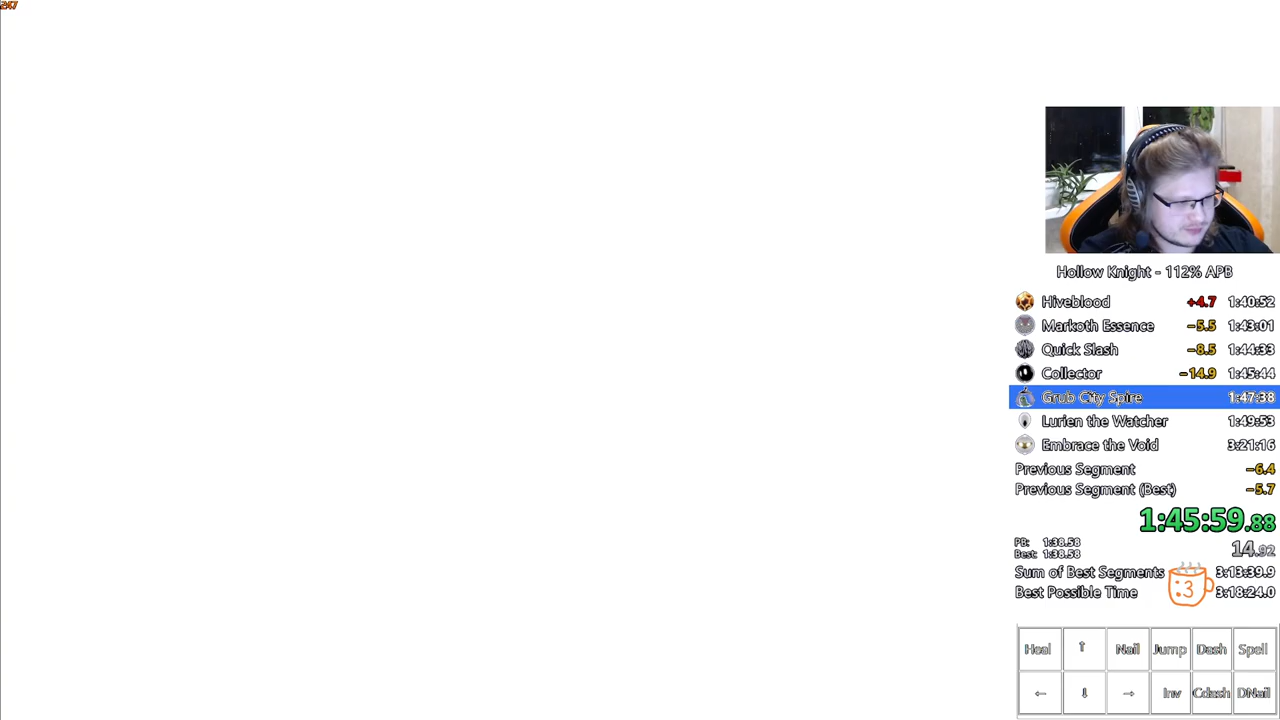 247
Hollow Knight - 112% APB
Hiveblood +4.7 1:40:52
Markoth Essence -5.5 1:43:01
Quick Slash -8.5 1:44:33
Collector -14.9 1:45:44
Grub City Spire 1:47:38
Lurien the Watcher 1:49:53
Embrace the Void 3:21:16
Previous Segment -6.4
Previous Segment (Best) -5.7
1:45:59.88
PB: 1:38.58
Best: 1:38.58 14.92
Sum of Best Segments 3:13:39.9
Best Possible Time :3 3:18:24.0
Heal ↑ Nail Jump Dash Spell
← ↓ → Inv Cdash DNail